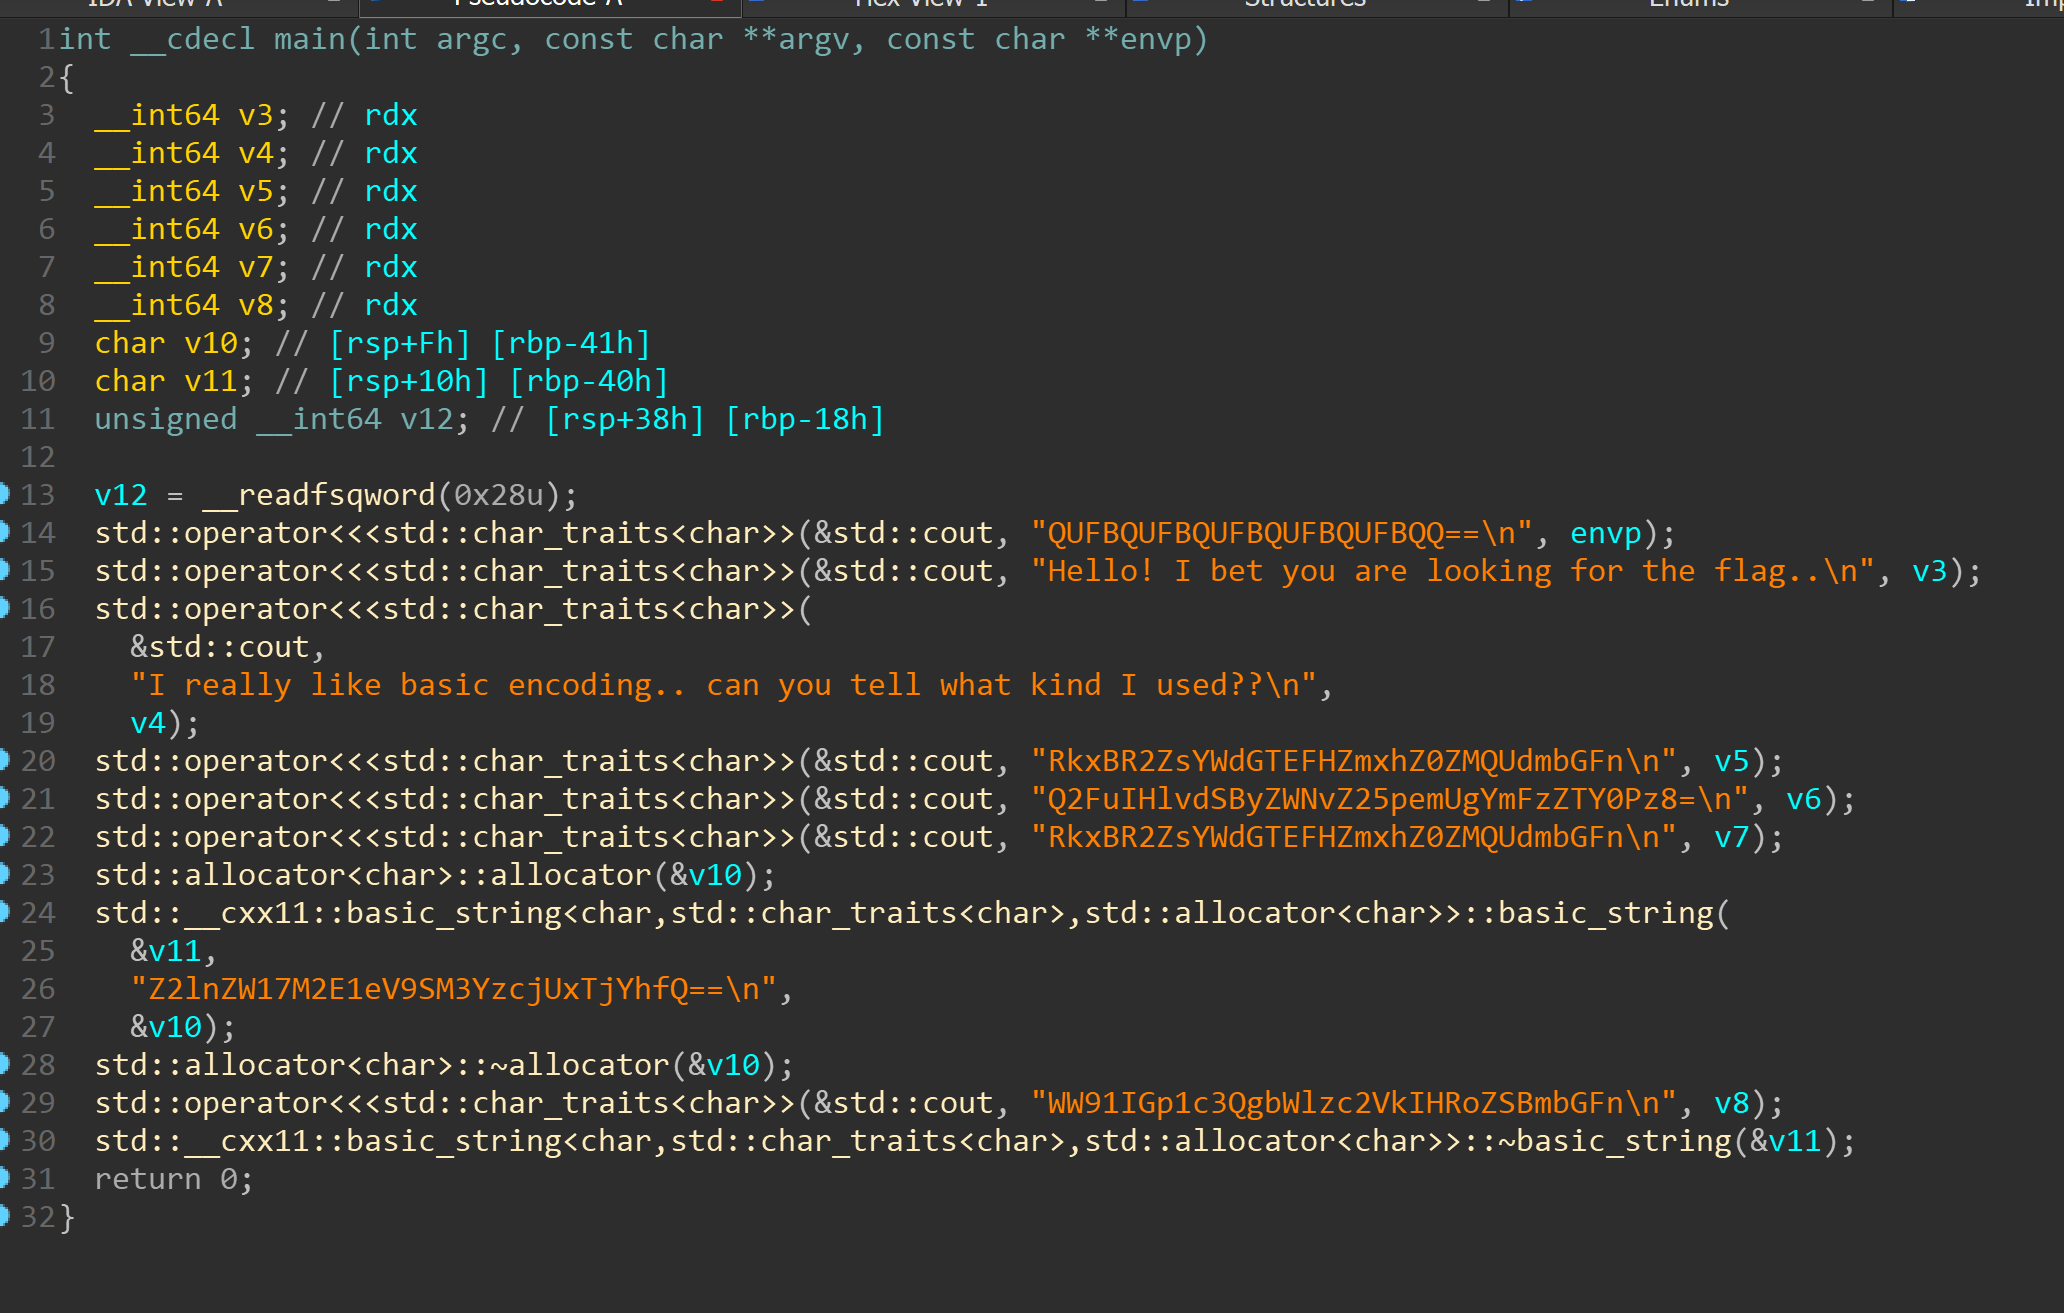 IDA View-A Pseudocode-A Hex View-1 Structures Enums
1 int __cdecl main(int argc, const char **argv, const char **envp)
2 {
3 __int64 v3; // rdx
4 __int64 v4; // rdx
5 __int64 v5; // rdx
6 __int64 v6; // rdx
7 __int64 v7; // rdx
8 __int64 v8; // rdx
9 char v10; // [rsp+Fh] [rbp-41h]
10 char v11; // [rsp+10h] [rbp-40h]
11 unsigned __int64 v12; // [rsp+38h] [rbp-18h]
12
13 v12 = __readfsqword(0x28u);
14 std::operator<<<std::char_traits<char>>(&std::cout, "QUFBQUFBQUFBQUFBQUFBQQ==\n", envp);
15 std::operator<<<std::char_traits<char>>(&std::cout, "Hello! I bet you are looking for the flag..\n", v3);
16 std::operator<<<std::char_traits<char>>(
17 &std::cout,
18 "I really like basic encoding.. can you tell what kind I used??\n",
19 v4);
20 std::operator<<<std::char_traits<char>>(&std::cout, "RkxBR2ZsYWdGTEFHZmxhZ0ZMQUdmbGFn\n", v5);
21 std::operator<<<std::char_traits<char>>(&std::cout, "Q2FuIHlvdSByZWNvZ25pemUgYmFzZTY0Pz8=\n", v6);
22 std::operator<<<std::char_traits<char>>(&std::cout, "RkxBR2ZsYWdGTEFHZmxhZ0ZMQUdmbGFn\n", v7);
23 std::allocator<char>::allocator(&v10);
24 std::__cxx11::basic_string<char,std::char_traits<char>,std::allocator<char>>::basic_string(
25 &v11,
26 "Z2lnZW17M2E1eV9SM3YzcjUxTjYhfQ==\n",
27 &v10);
28 std::allocator<char>::~allocator(&v10);
29 std::operator<<<std::char_traits<char>>(&std::cout, "WW91IGp1c3QgbWlzc2VkIHRoZSBmbGFn\n", v8);
30 std::__cxx11::basic_string<char,std::char_traits<char>,std::allocator<char>>::~basic_string(&v11);
31 return 0;
32 }